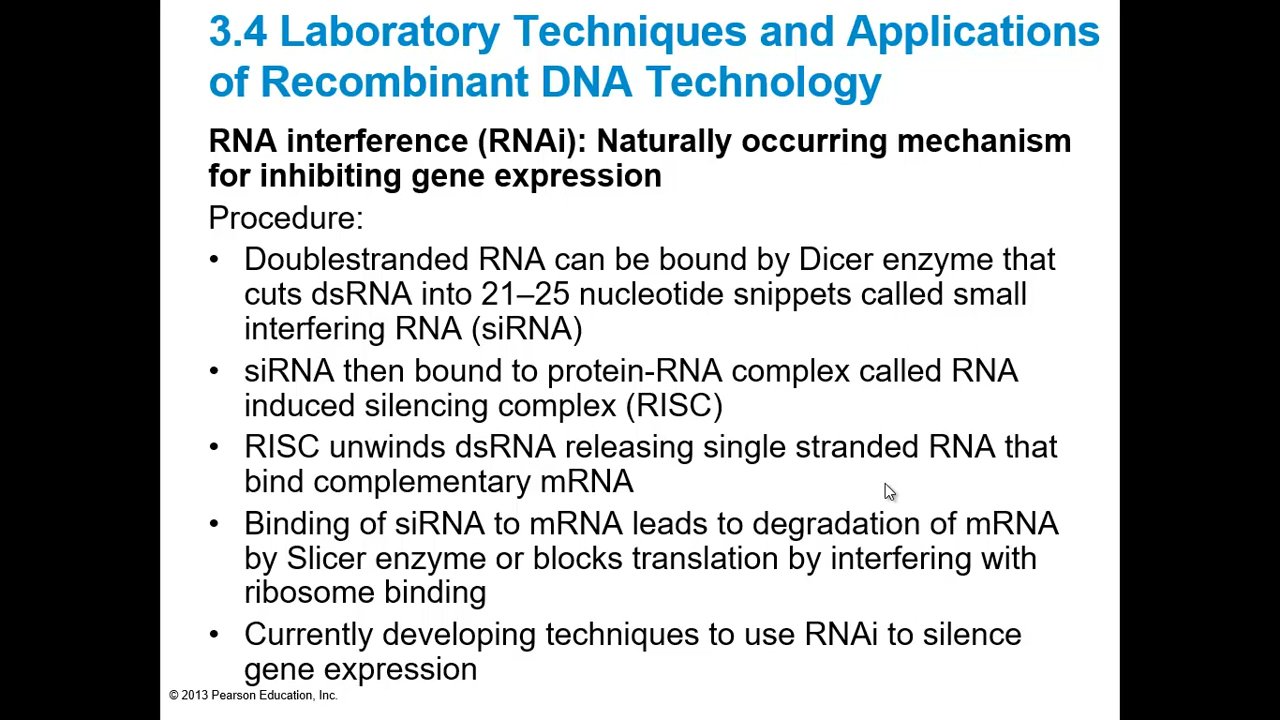 3.4 Laboratory Techniques and Applications
of Recombinant DNA Technology
RNA interference (RNAi): Naturally occurring mechanism
for inhibiting gene expression
Procedure:
• Doublestranded RNA can be bound by Dicer enzyme that
cuts dsRNA into 21–25 nucleotide snippets called small
interfering RNA (siRNA)
• siRNA then bound to protein-RNA complex called RNA
induced silencing complex (RISC)
• RISC unwinds dsRNA releasing single stranded RNA that
bind complementary mRNA
• Binding of siRNA to mRNA leads to degradation of mRNA
by Slicer enzyme or blocks translation by interfering with
ribosome binding
• Currently developing techniques to use RNAi to silence
gene expression
© 2013 Pearson Education, Inc.